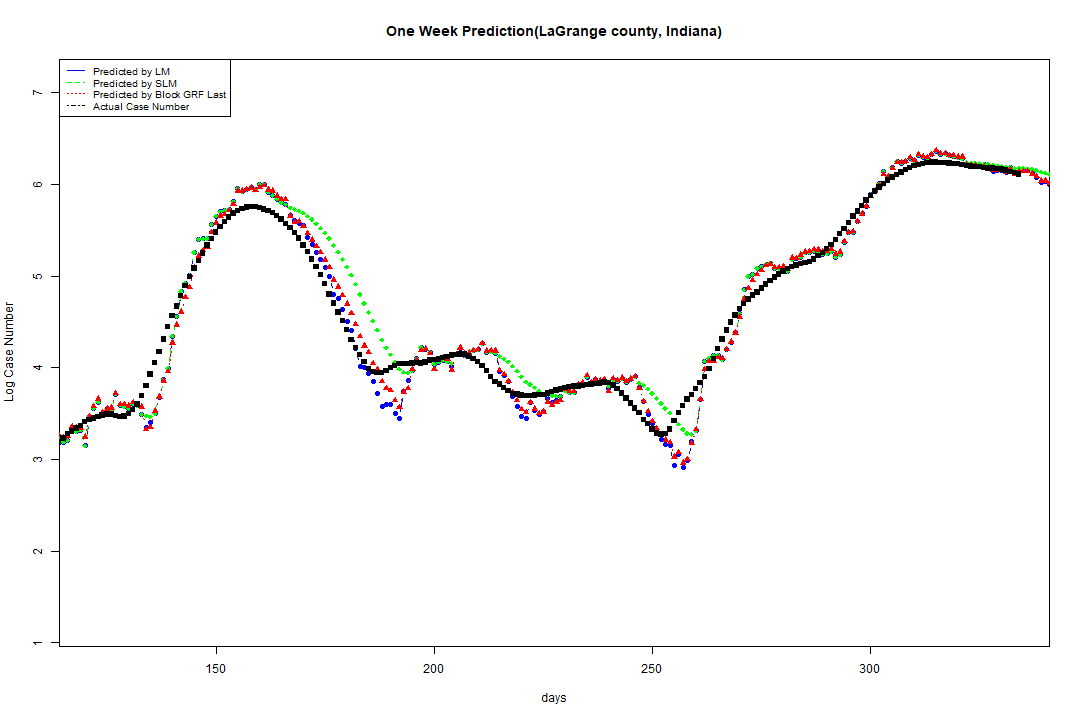 One Week Prediction(LaGrange county, Indiana)
Predicted by LM
Predicted by SLM
Predicted by Block GRF Last
Actual Case Number
7
6
5
4
3
2
1
Log Case Number
150 200 250 300
days